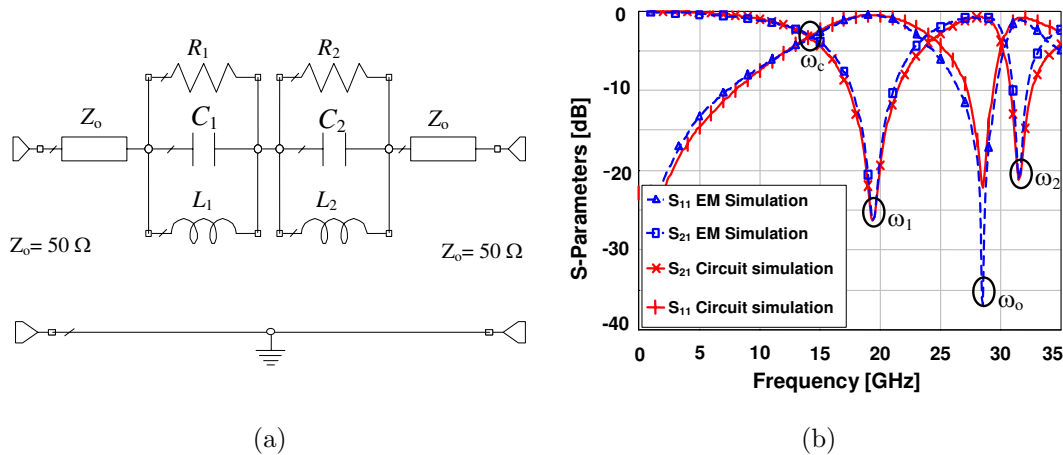 R₁
R₂
Zₒ
C₁
C₂
Zₒ
L₁
L₂
Zₒ= 50 Ω
Zₒ= 50 Ω
(a)
S-Parameters [dB]
0
-10
-20
-30
-40
ω_c
ω₁
ω₂
ωₒ
S₁₁ EM Simulation
S₂₁ EM Simulation
S₂₁ Circuit simulation
S₁₁ Circuit simulation
0 5 10 15 20 25 30 35
Frequency [GHz]
(b)